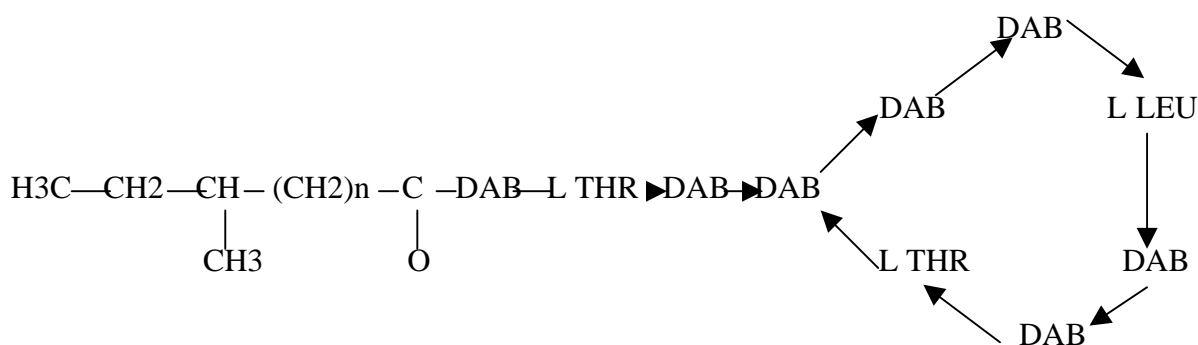 DAB
DAB L LEU
H3C—CH2—CH—(CH2)n—C—DAB—L THR DAB DAB
CH3 O L THR DAB
DAB